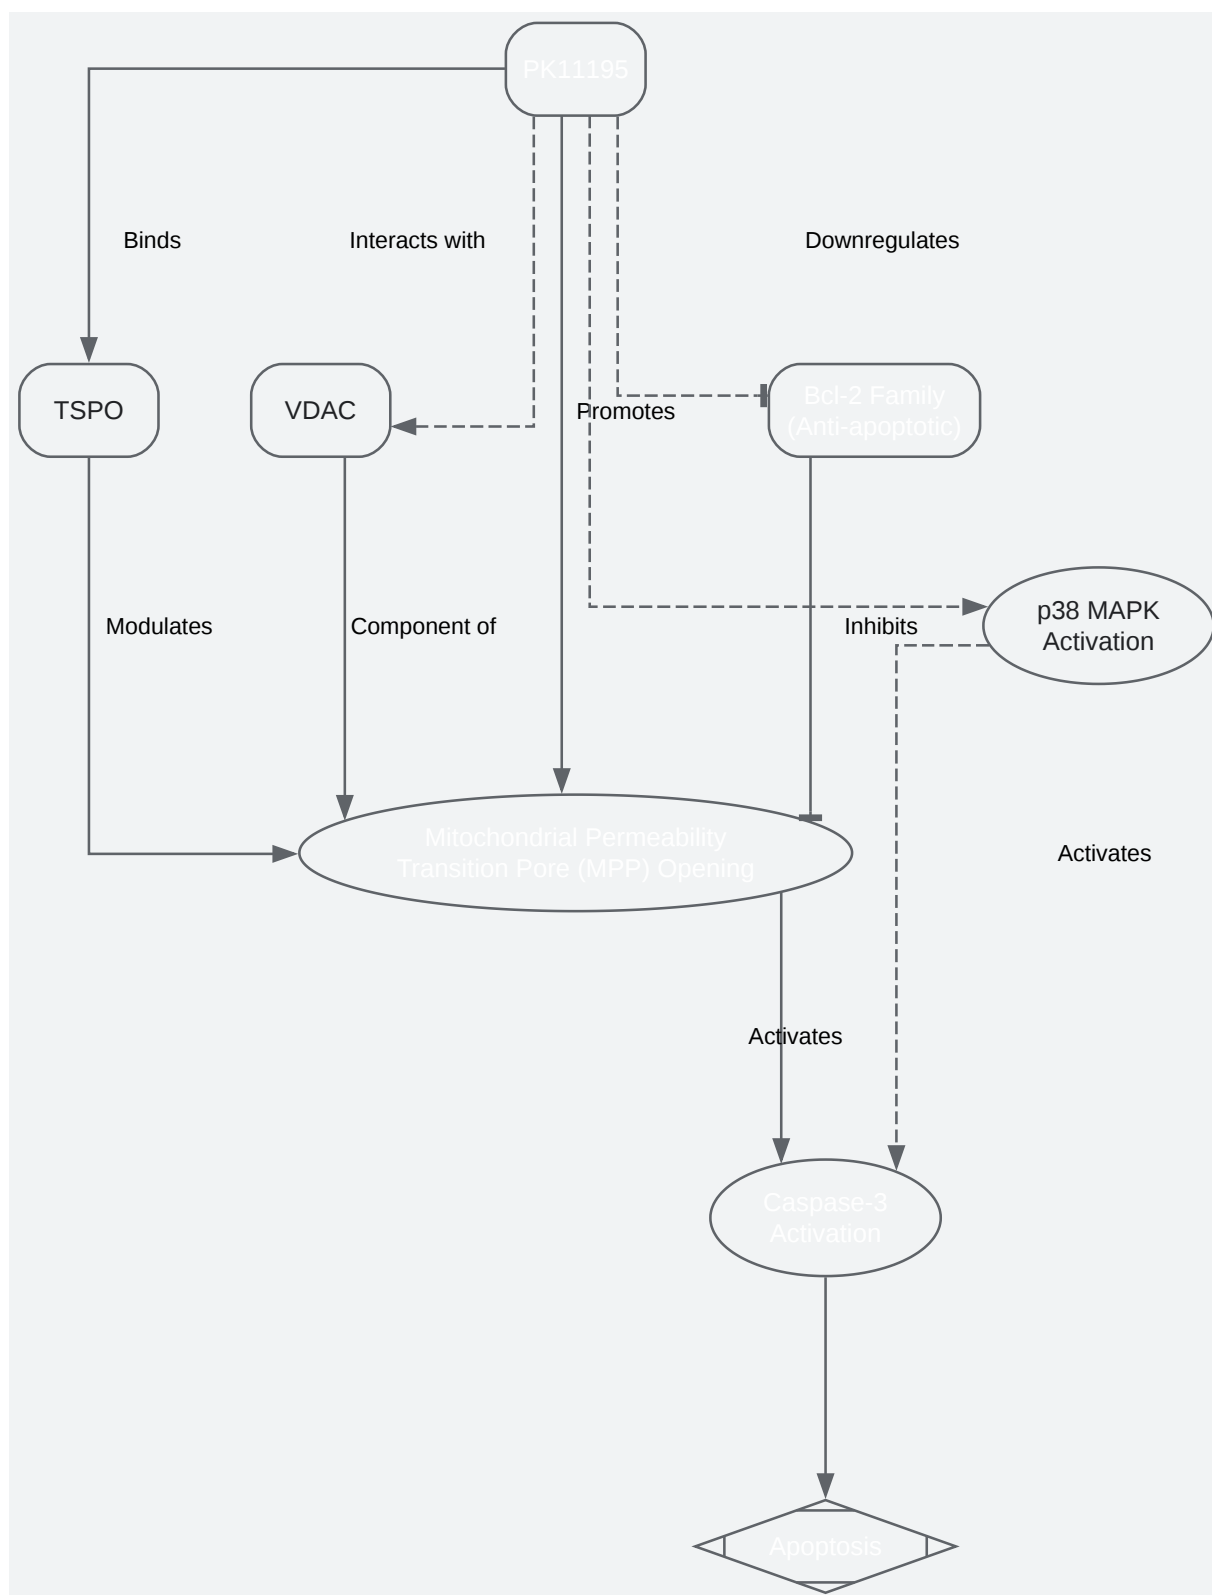 PK11195
Binds
Interacts with
Downregulates
TSPO
VDAC
Promotes
Bcl-2 Family
(Anti-apoptotic)
Modulates
Component of
Inhibits
p38 MAPK
Activation
Mitochondrial Permeability
Transition Pore (MPP) Opening
Activates
Activates
Caspase-3
Activation
Apoptosis